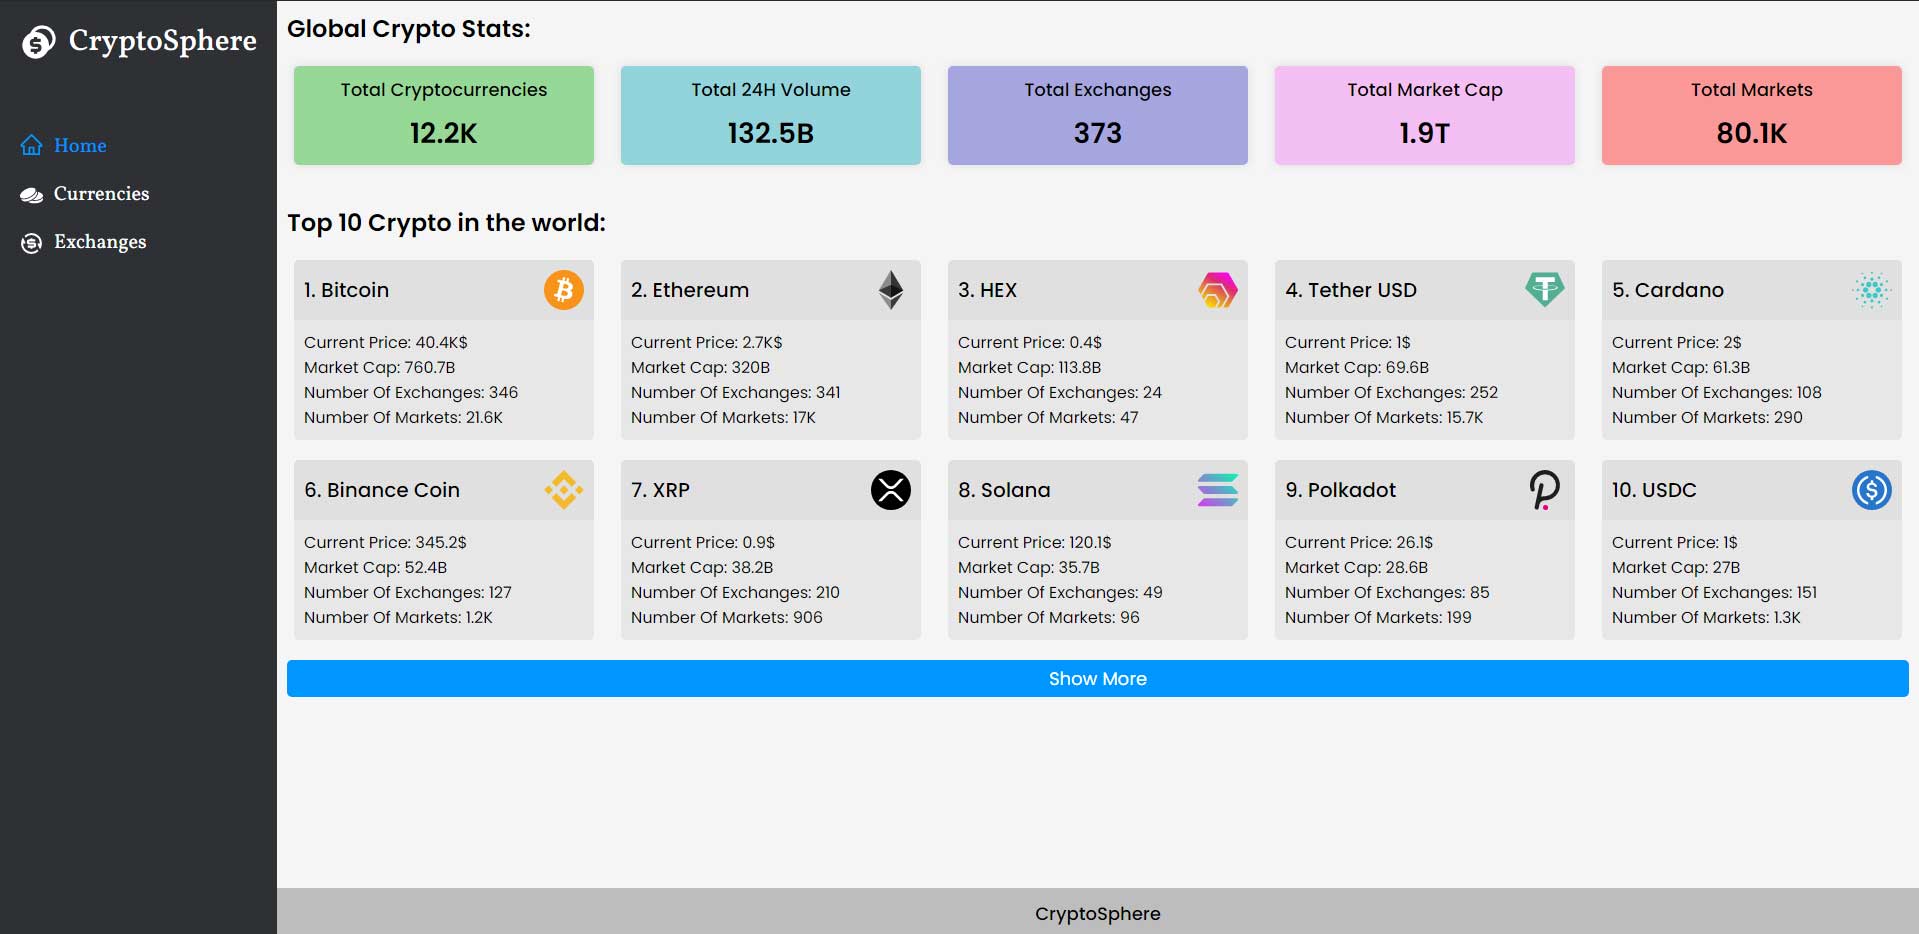 CryptoSphere
Home
Currencies
Exchanges
Global Crypto Stats:
Total Cryptocurrencies
12.2K
Total 24H Volume
132.5B
Total Exchanges
373
Total Market Cap
1.9T
Total Markets
80.1K
Top 10 Crypto in the world:
1. Bitcoin
Current Price: 40.4K$
Market Cap: 760.7B
Number Of Exchanges: 346
Number Of Markets: 21.6K
2. Ethereum
Current Price: 2.7K$
Market Cap: 320B
Number Of Exchanges: 341
Number Of Markets: 17K
3. HEX
Current Price: 0.4$
Market Cap: 113.8B
Number Of Exchanges: 24
Number Of Markets: 47
4. Tether USD
Current Price: 1$
Market Cap: 69.6B
Number Of Exchanges: 252
Number Of Markets: 15.7K
5. Cardano
Current Price: 2$
Market Cap: 61.3B
Number Of Exchanges: 108
Number Of Markets: 290
6. Binance Coin
Current Price: 345.2$
Market Cap: 52.4B
Number Of Exchanges: 127
Number Of Markets: 1.2K
7. XRP
Current Price: 0.9$
Market Cap: 38.2B
Number Of Exchanges: 210
Number Of Markets: 906
8. Solana
Current Price: 120.1$
Market Cap: 35.7B
Number Of Exchanges: 49
Number Of Markets: 96
9. Polkadot
Current Price: 26.1$
Market Cap: 28.6B
Number Of Exchanges: 85
Number Of Markets: 199
10. USDC
Current Price: 1$
Market Cap: 27B
Number Of Exchanges: 151
Number Of Markets: 1.3K
Show More
CryptoSphere